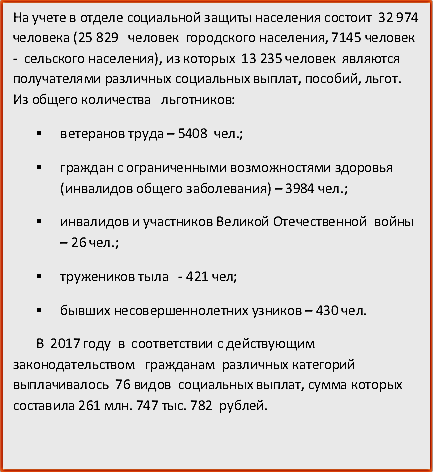 На учете в отделе социальной защиты населения состоит 32 974
человека (25 829 человек городского населения, 7145 человек
- сельского населения), из которых 13 235 человек являются
получателями различных социальных выплат, пособий, льгот.
Из общего количества льготников:
▪ ветеранов труда – 5408 чел.;
▪ граждан с ограниченными возможностями здоровья
(инвалидов общего заболевания) – 3984 чел.;
▪ инвалидов и участников Великой Отечественной войны
– 26 чел.;
▪ тружеников тыла - 421 чел;
▪ бывших несовершеннолетних узников – 430 чел.
В 2017 году в соответствии с действующим
законодательством гражданам различных категорий
выплачивалось 76 видов социальных выплат, сумма которых
составила 261 млн. 747 тыс. 782 рублей.